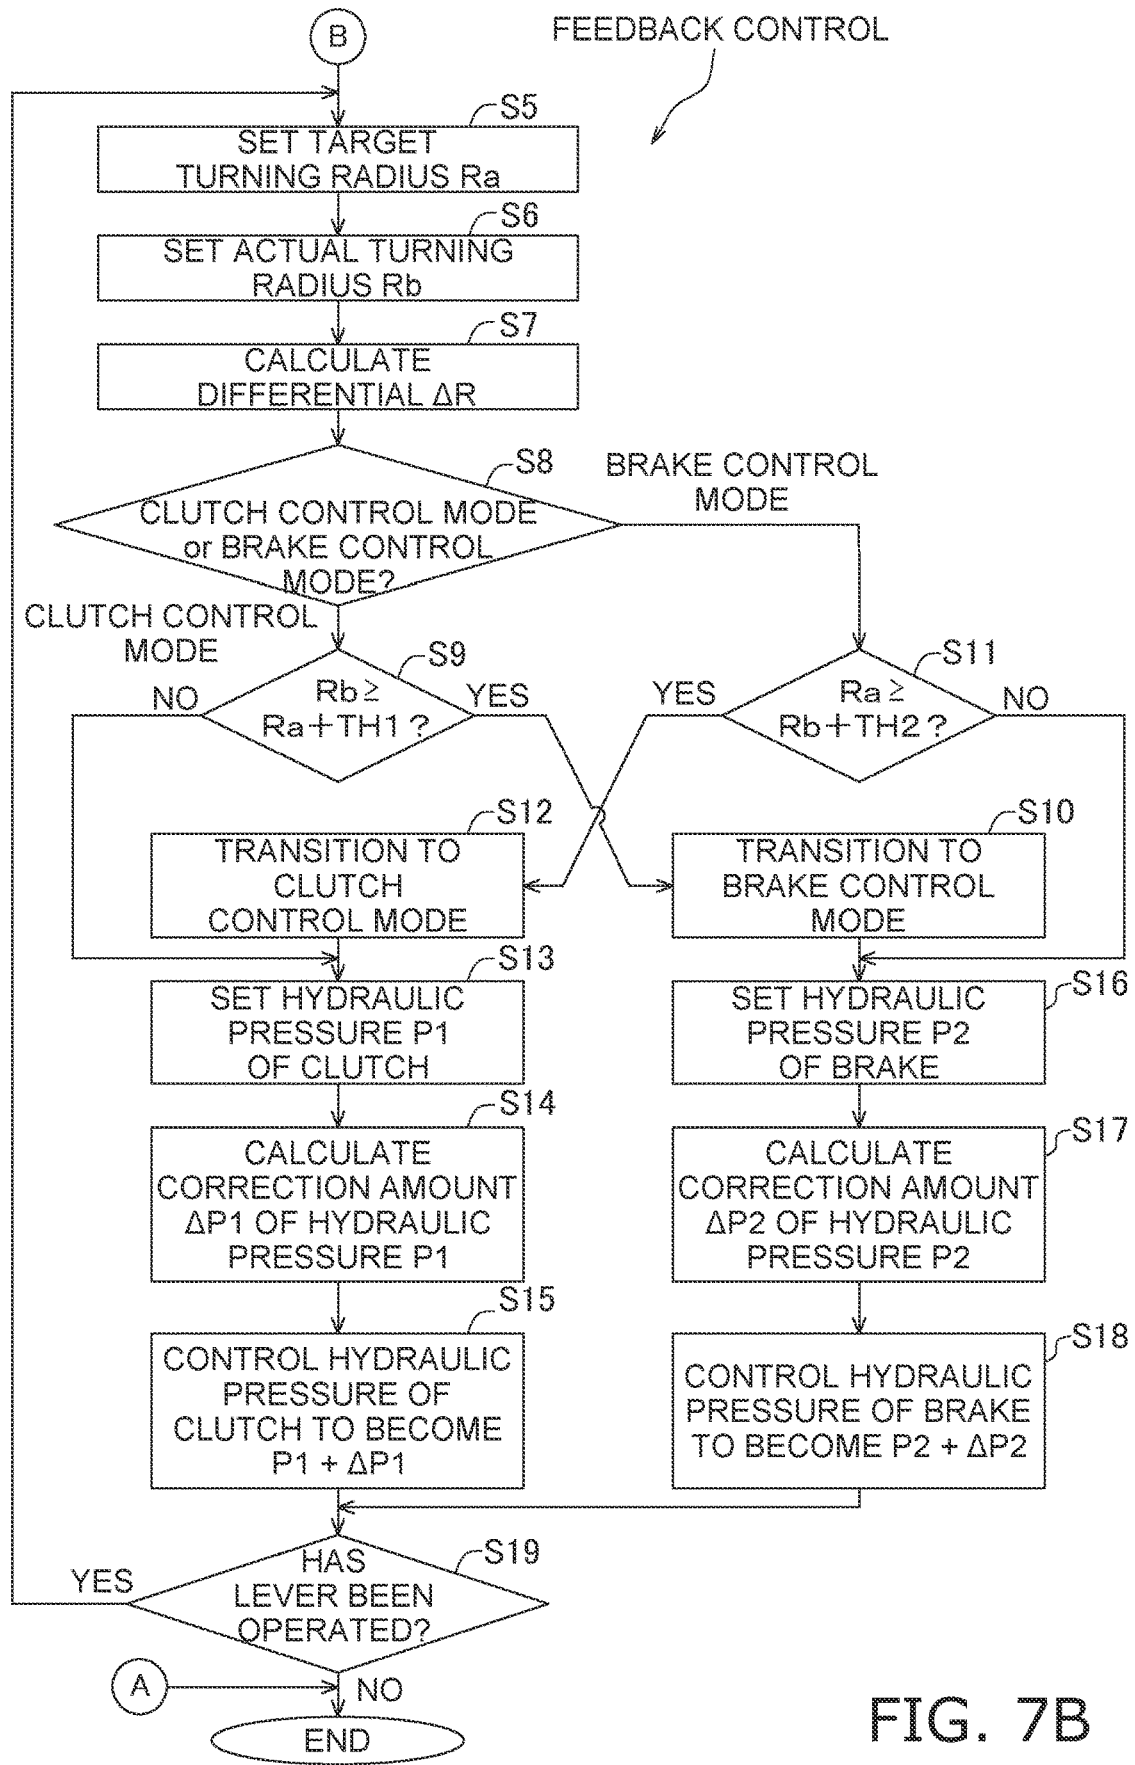 B
FEEDBACK CONTROL
S5
SET TARGET
TURNING RADIUS Ra
S6
SET ACTUAL TURNING
RADIUS Rb
S7
CALCULATE
DIFFERENTIAL ΔR
S8
CLUTCH CONTROL MODE
or BRAKE CONTROL
MODE?
BRAKE CONTROL
MODE
CLUTCH CONTROL
MODE
S9
Rb ≥
Ra+TH1?
NO
YES
S11
Ra ≥
Rb+TH2?
YES
NO
S12
TRANSITION TO
CLUTCH
CONTROL MODE
S10
TRANSITION TO
BRAKE CONTROL
MODE
S13
SET HYDRAULIC
PRESSURE P1
OF CLUTCH
S16
SET HYDRAULIC
PRESSURE P2
OF BRAKE
S14
CALCULATE
CORRECTION AMOUNT
ΔP1 OF HYDRAULIC
PRESSURE P1
S17
CALCULATE
CORRECTION AMOUNT
ΔP2 OF HYDRAULIC
PRESSURE P2
S15
CONTROL HYDRAULIC
PRESSURE OF
CLUTCH TO BECOME
P1 + ΔP1
S18
CONTROL HYDRAULIC
PRESSURE OF BRAKE
TO BECOME P2 + ΔP2
S19
HAS
LEVER BEEN
OPERATED?
YES
A
NO
END
FIG. 7B